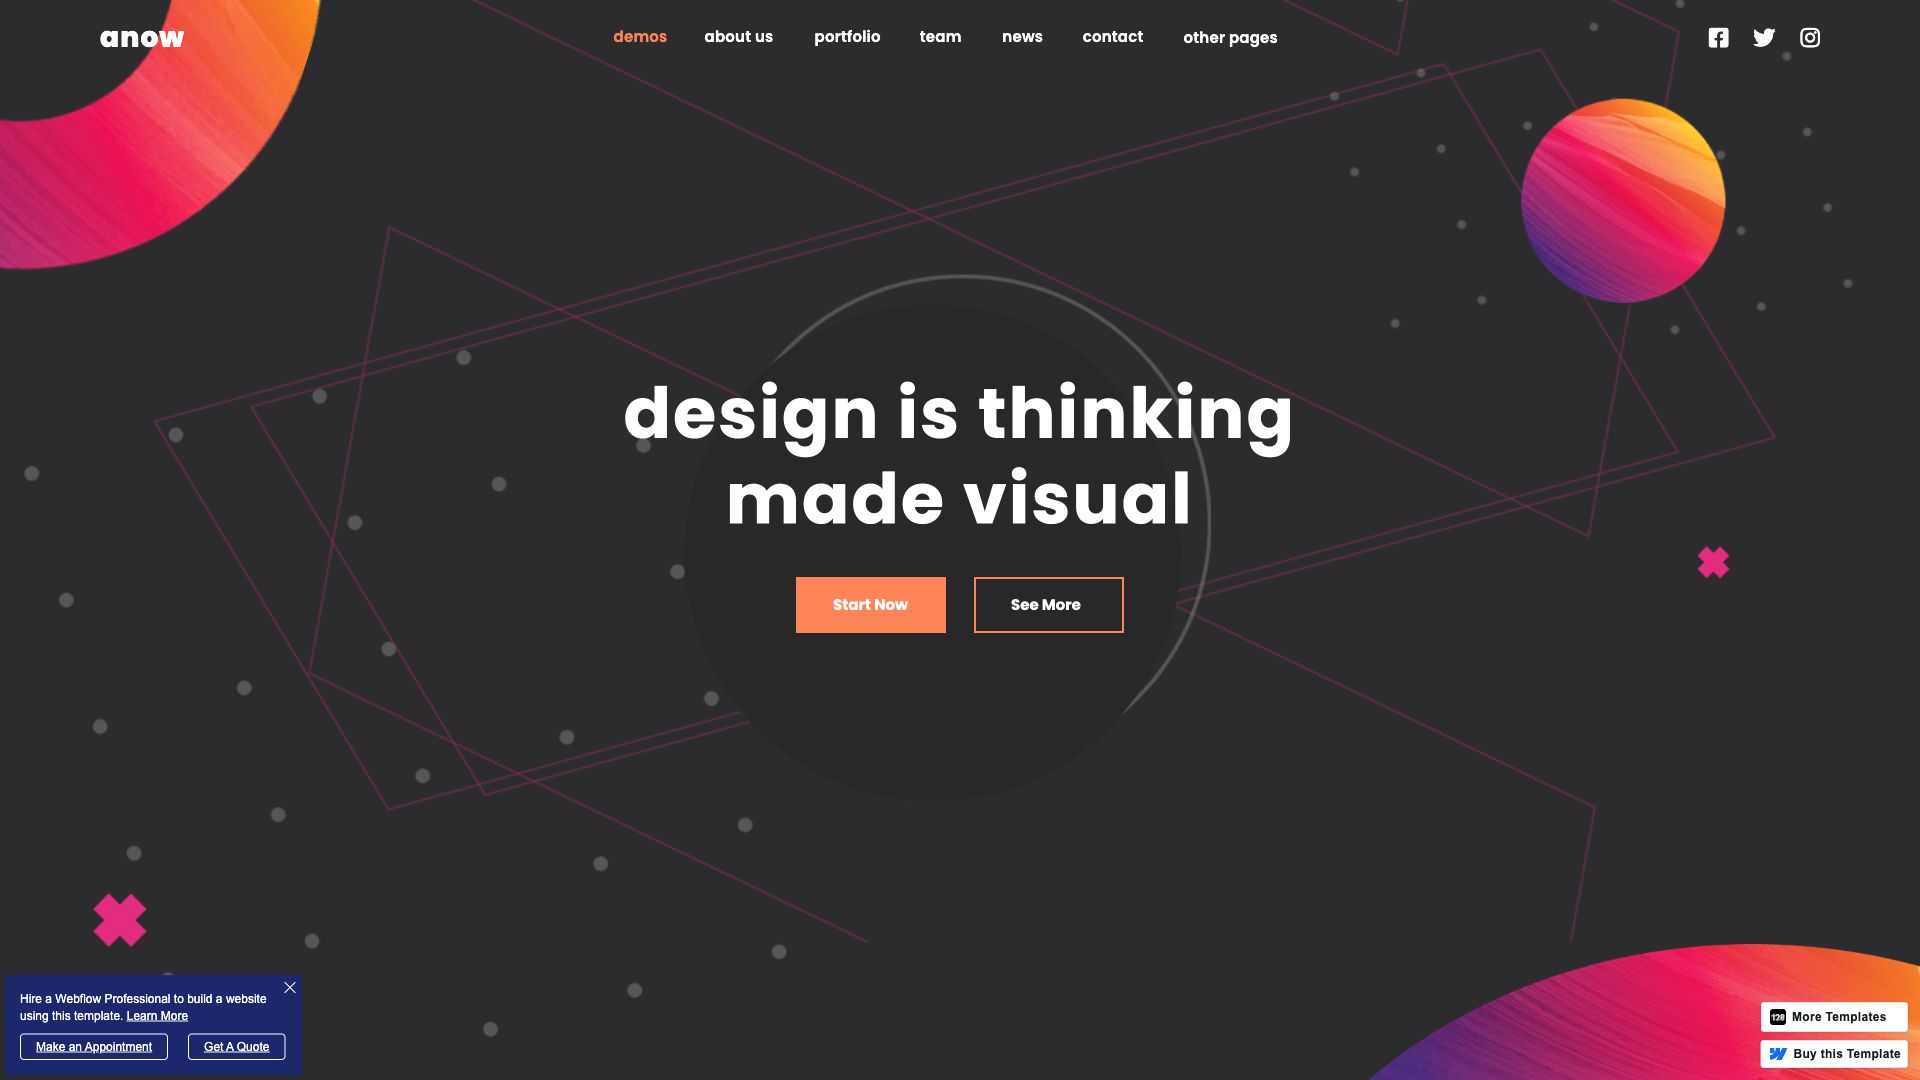 anow
demos about us portfolio team news contact other pages
design is thinking
made visual
Start Now
See More
Hire a Webflow Professional to build a website
using this template. Learn More
Make an Appointment
Get A Quote
128 More Templates
Buy this Template